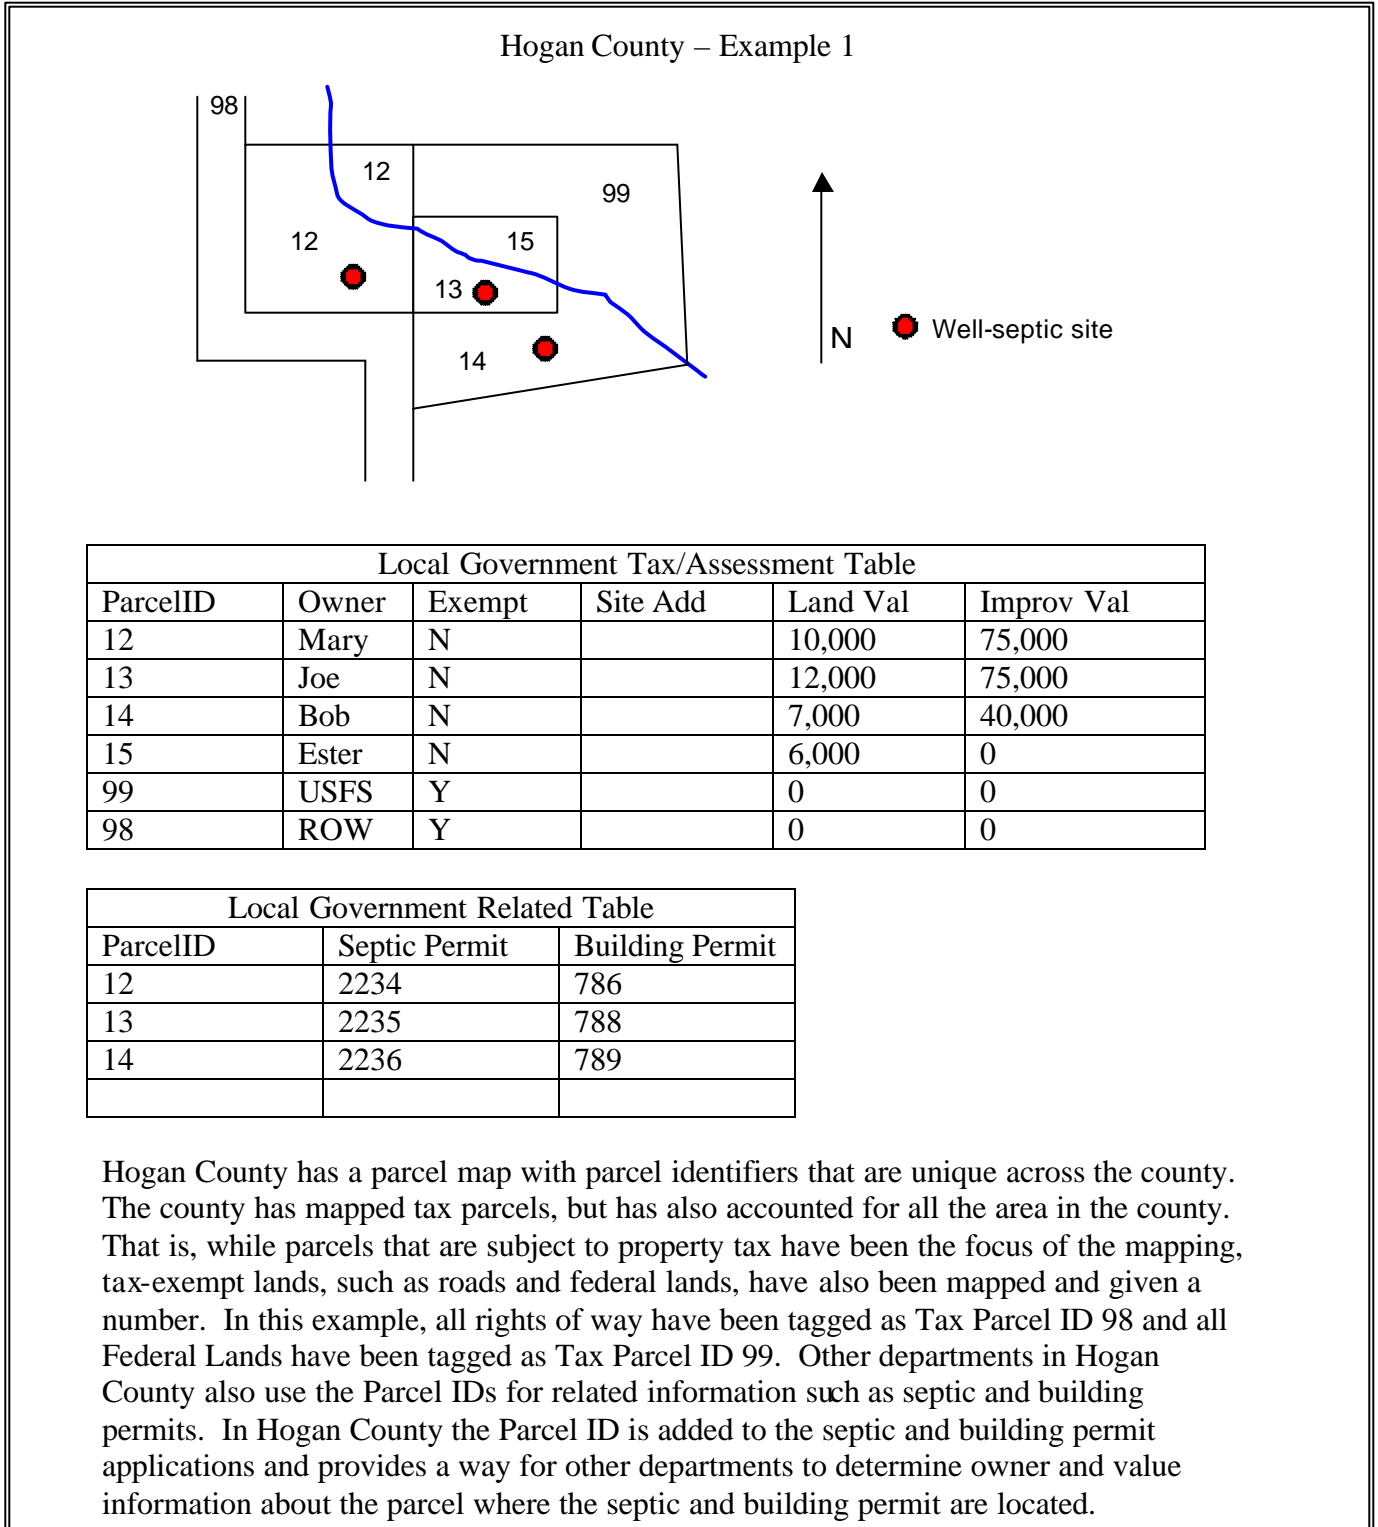 Hogan County – Example 1
98
12
99
12
15
13
14
N
Well-septic site
Local Government Tax/Assessment Table
ParcelID Owner Exempt Site Add Land Val Improv Val
12 Mary N 10,000 75,000
13 Joe N 12,000 75,000
14 Bob N 7,000 40,000
15 Ester N 6,000 0
99 USFS Y 0 0
98 ROW Y 0 0
Local Government Related Table
ParcelID Septic Permit Building Permit
12 2234 786
13 2235 788
14 2236 789
Hogan County has a parcel map with parcel identifiers that are unique across the county.
The county has mapped tax parcels, but has also accounted for all the area in the county.
That is, while parcels that are subject to property tax have been the focus of the mapping,
tax-exempt lands, such as roads and federal lands, have also been mapped and given a
number. In this example, all rights of way have been tagged as Tax Parcel ID 98 and all
Federal Lands have been tagged as Tax Parcel ID 99. Other departments in Hogan
County also use the Parcel IDs for related information such as septic and building
permits. In Hogan County the Parcel ID is added to the septic and building permit
applications and provides a way for other departments to determine owner and value
information about the parcel where the septic and building permit are located.